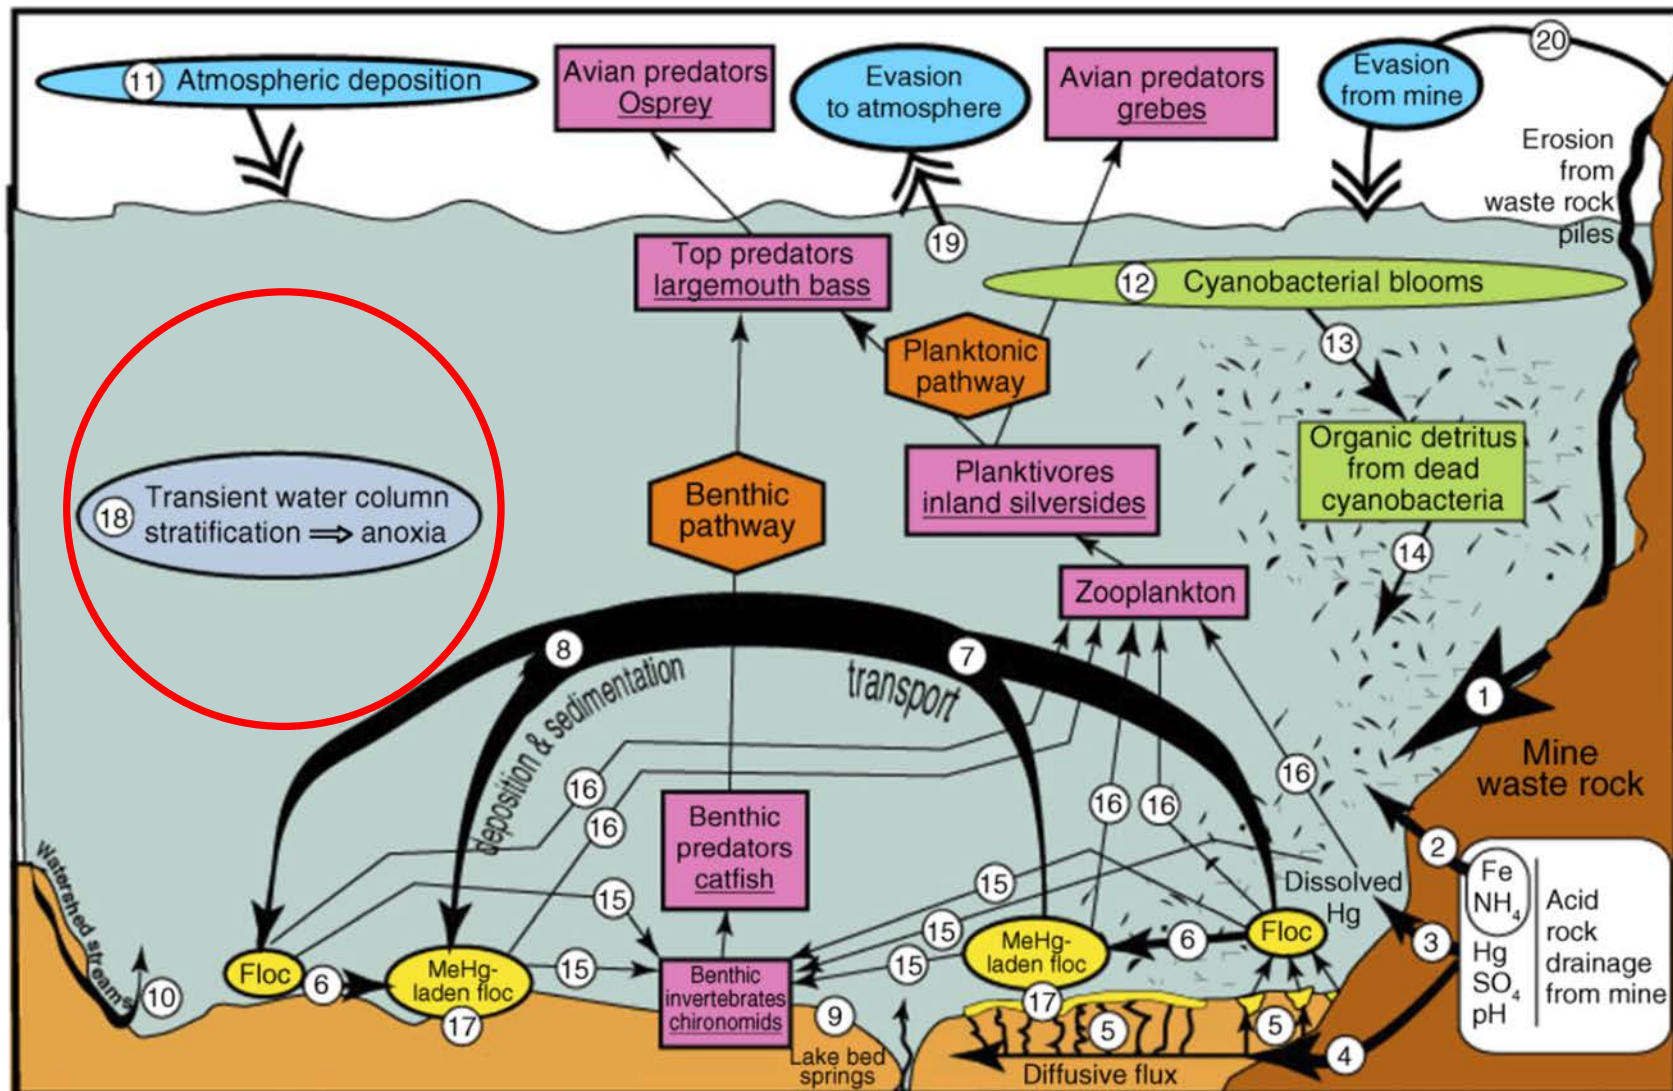 11 Atmospheric deposition
Avian predators
Osprey
Evasion
to atmosphere
Avian predators
grebes
Evasion
from mine
20
Erosion
from
waste rock
piles
19
Top predators
largemouth bass
12 Cyanobacterial blooms
13
Planktonic
pathway
Organic detritus
from dead
cyanobacteria
14
18
Transient water column
stratification ⇒ anoxia
Benthic
pathway
Planktivores
inland silversides
Zooplankton
8
7
deposition & sedimentation
transport
1
Mine
waste rock
16
16
16
16
16
2
Benthic
predators
catfish
Dissolved
Hg
Fe
NH₄
Hg
SO₄
pH
Acid
rock
drainage
from mine
3
Watershed streams
10
15
15
15
15
15
Floc
6
MeHg-
laden floc
17
Benthic
invertebrates
chironomids
MeHg-
laden floc
6
Floc
17
9
Lake bed
springs
5
5
4
Diffusive flux